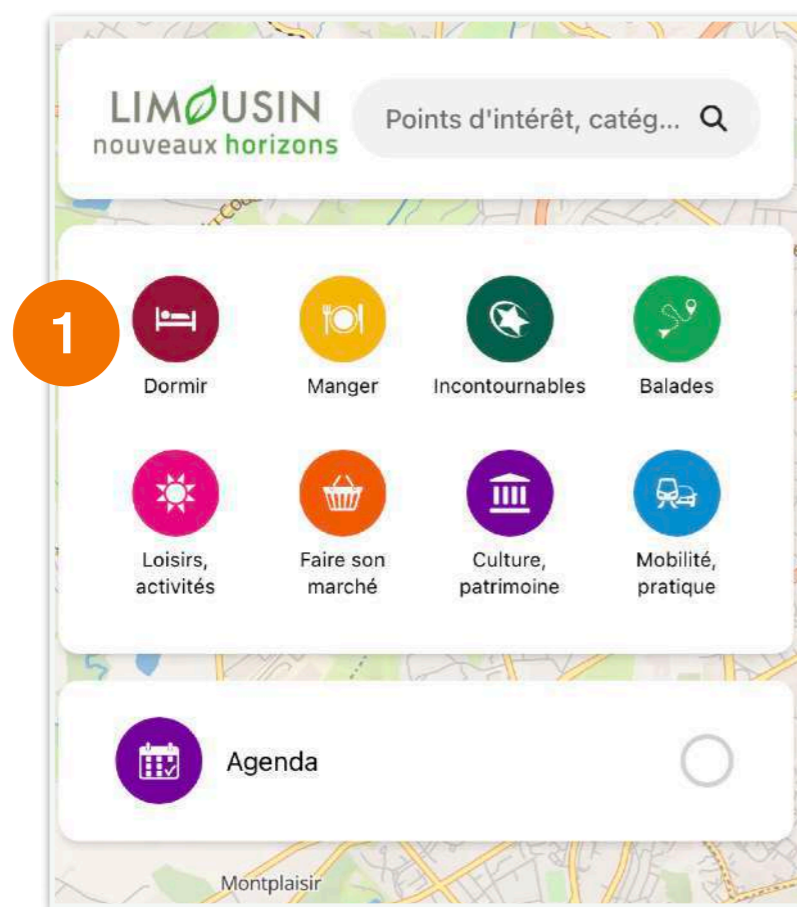 LIMOUSIN
nouveaux horizons
Points d'intérêt, catég...
1
Dormir
Manger
Incontournables
Balades
Loisirs,
activités
Faire son
marché
Culture,
patrimoine
Mobilité,
pratique
Agenda
Montplaisir